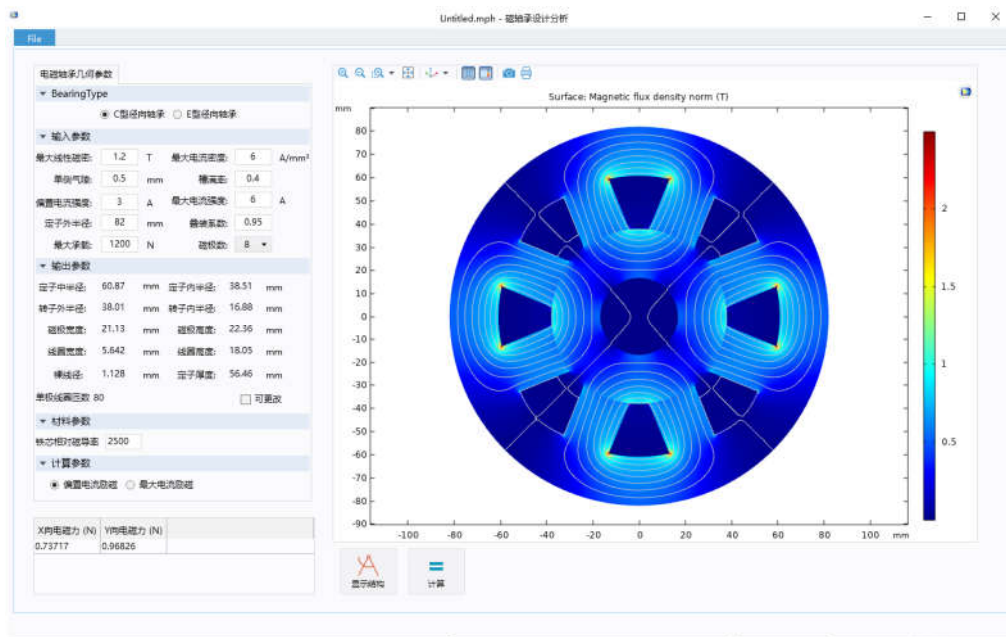 Untitled.mph - 磁轴承设计分析
File
电磁轴承几何参数
BearingType
C型径向轴承 E型径向轴承
输入参数
最大线性磁密: 1.2 T 最大电流密度: 6 A/mm²
单侧气隙: 0.5 mm 槽满率: 0.4
偏置电流强度: 3 A 最大电流强度: 6 A
定子外半径: 82 mm 叠装系数: 0.95
最大承载: 1200 N 磁极数: 8
输出参数
定子中半径: 60.87 mm 定子内半径: 38.51 mm
转子外半径: 38.01 mm 转子内半径: 16.88 mm
磁极宽度: 21.13 mm 磁极高度: 22.36 mm
线圈宽度: 5.642 mm 线圈高度: 18.05 mm
裸线径: 1.128 mm 定子厚度: 56.46 mm
单极线圈匝数 80 可更改
材料参数
铁芯相对磁导率 2500
计算参数
偏置电流励磁 最大电流励磁
X向电磁力 (N) Y向电磁力 (N)
0.73717 0.96826
Surface: Magnetic flux density norm (T)
mm
80
70
60
50
40
30
20
10
0
-10
-20
-30
-40
-50
-60
-70
-80
-90
-100 -80 -60 -40 -20 0 20 40 60 80 100 mm
2
1.5
1
0.5
显示结构 计算